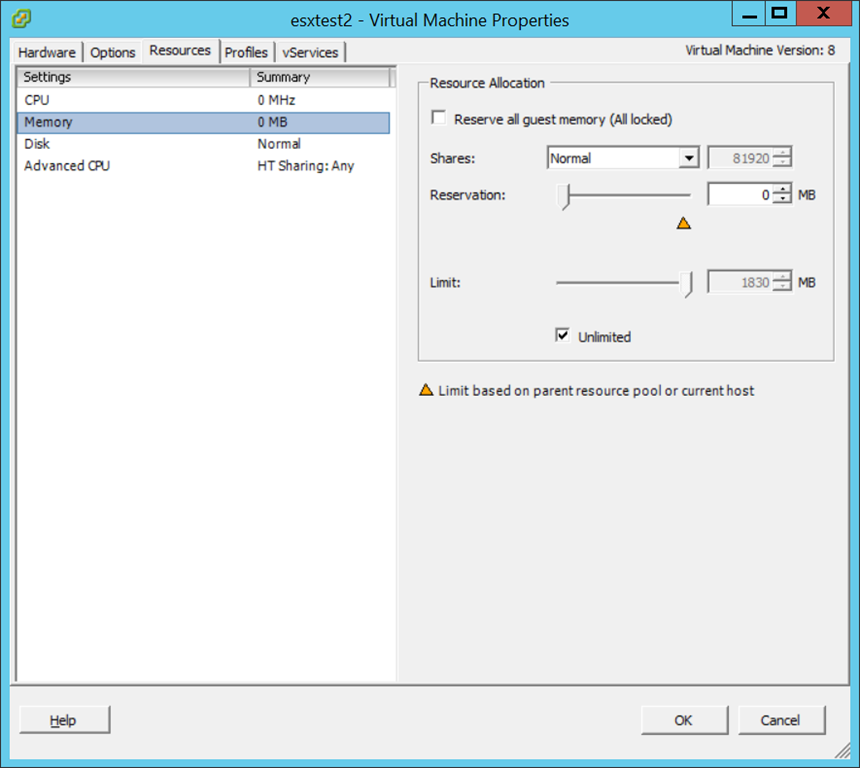 esxtest2 - Virtual Machine Properties
X
Hardware Options Resources Profiles vServices
Virtual Machine Version: 8
Settings Summary
CPU 0 MHz
Memory 0 MB
Disk Normal
Advanced CPU HT Sharing: Any
Resource Allocation
Reserve all guest memory (All locked)
Shares: Normal 81920
Reservation: 0 MB
Limit: 1830 MB
Unlimited
Limit based on parent resource pool or current host
Help
OK
Cancel